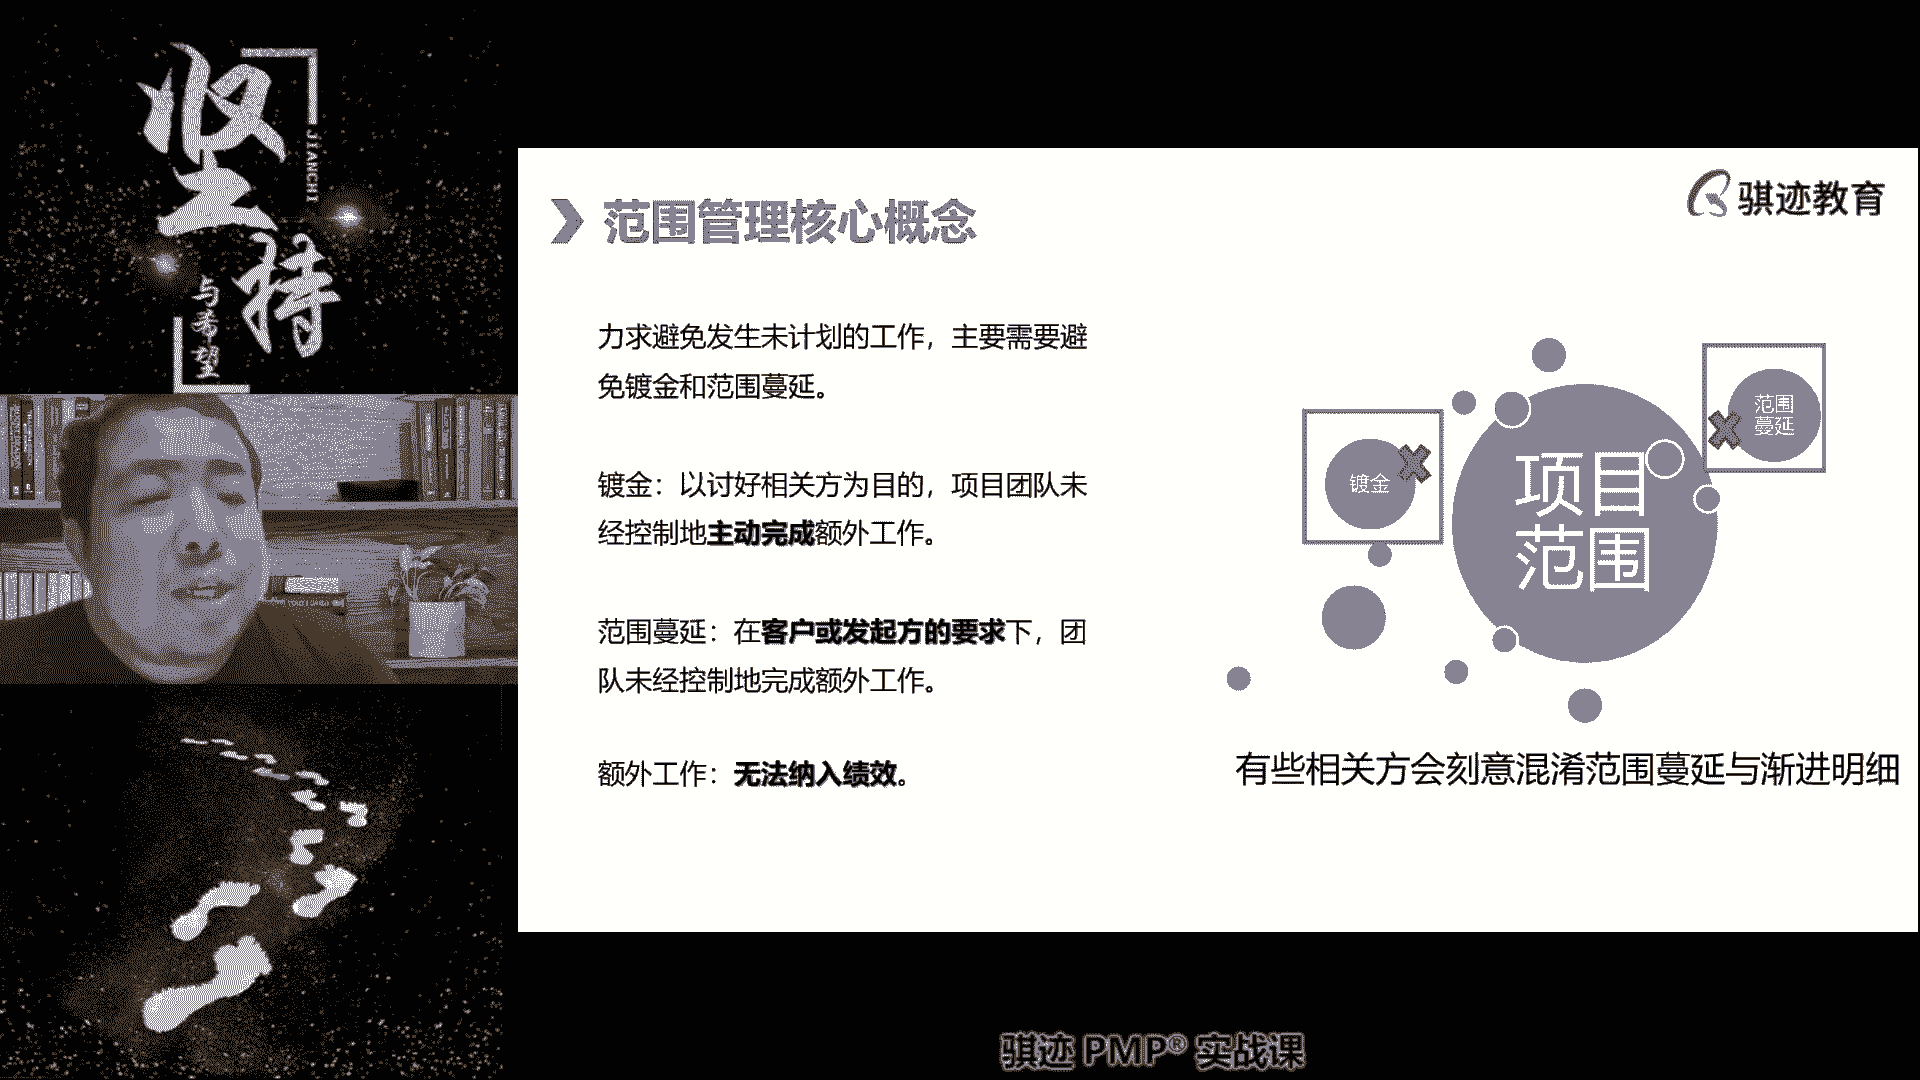 坚持
JIANCHI
与希望
骐迹教育
范围管理核心概念
力求避免发生未计划的工作，主要需要避
免镀金和范围蔓延。
镀金：以讨好相关方为目的，项目团队未
经控制地主动完成额外工作。
范围蔓延：在客户或发起方的要求下，团
队未经控制地完成额外工作。
额外工作：无法纳入绩效。
镀金
项目
范围
范围
蔓延
有些相关方会刻意混淆范围蔓延与渐进明细
骐迹 PMP® 实战课